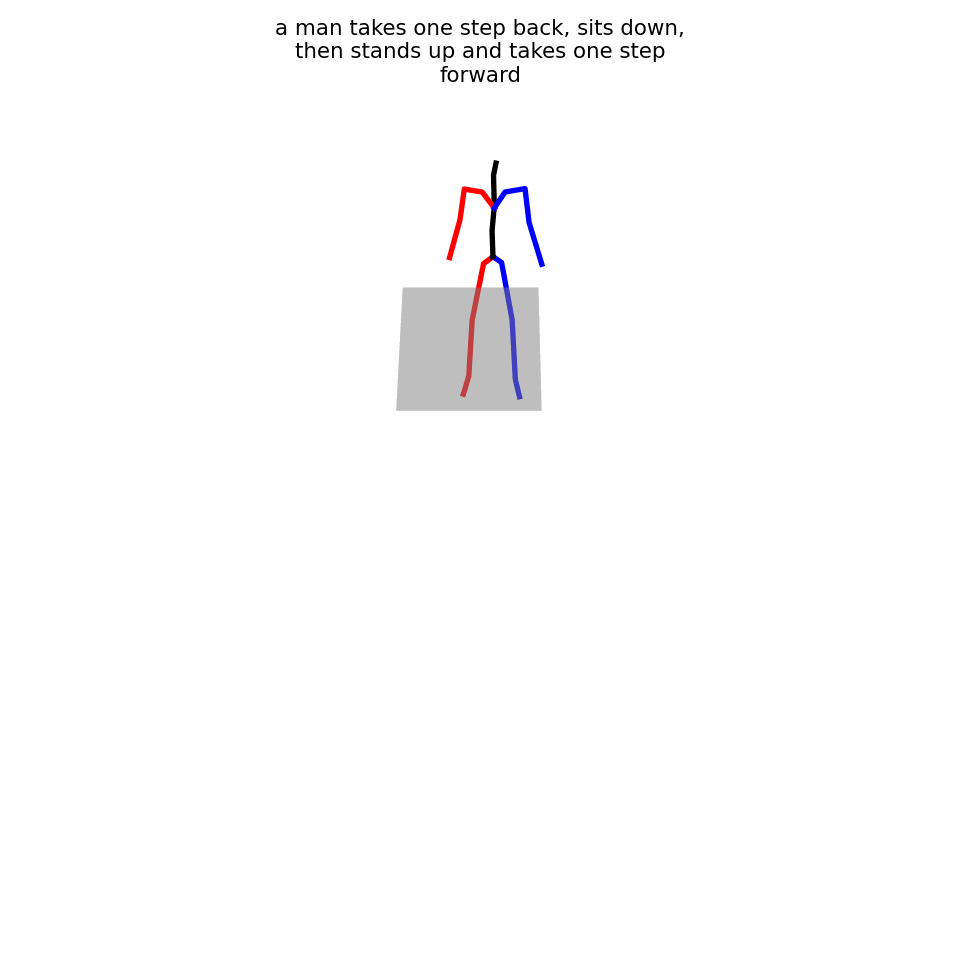 a man takes one step back, sits down,
then stands up and takes one step
forward